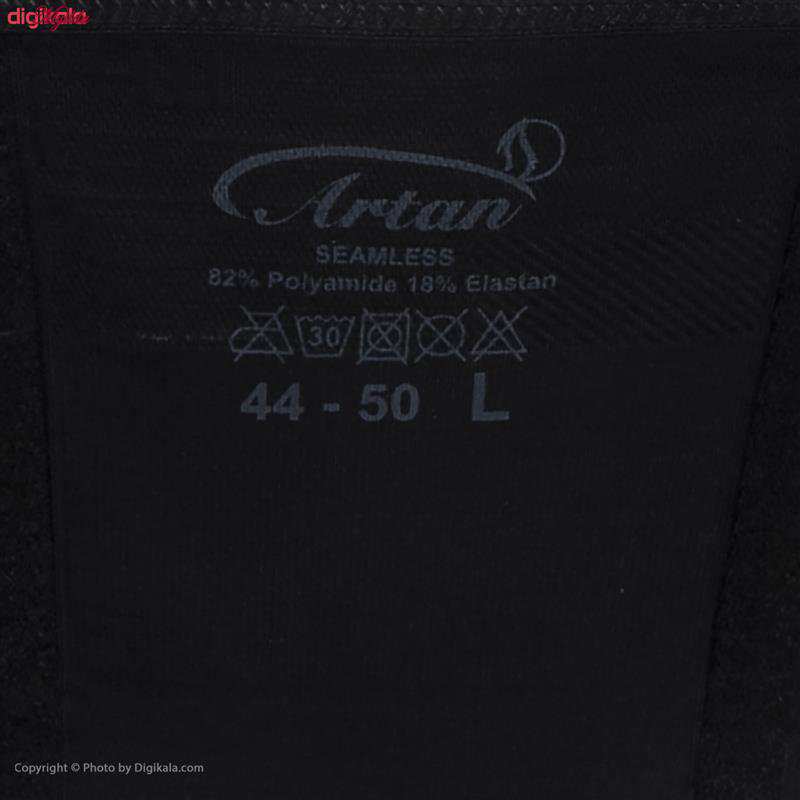 digikala
Artan
SEAMLESS
82% Polyamide 18% Elastan
30
44 - 50 L
Copyright © Photo by Digikala.com